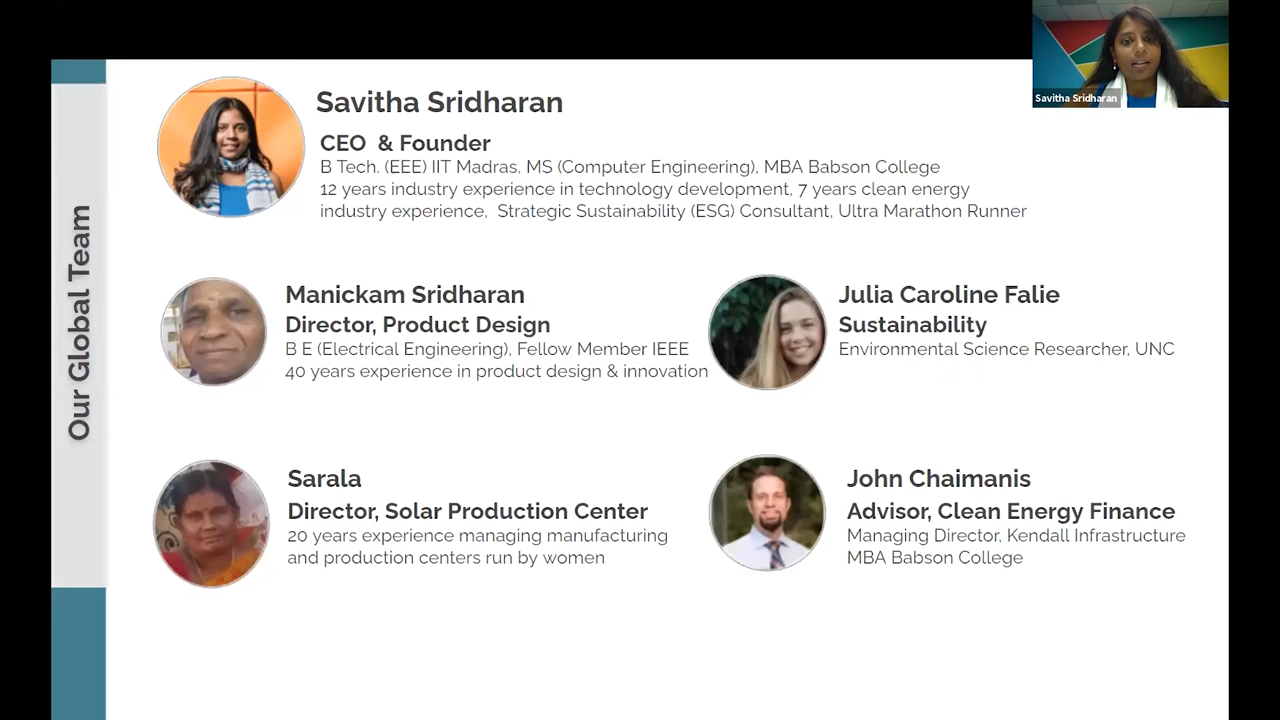 Savitha Sridharan
Our Global Team
Savitha Sridharan
CEO & Founder
B Tech. (EEE) IIT Madras, MS (Computer Engineering), MBA Babson College
12 years industry experience in technology development, 7 years clean energy
industry experience, Strategic Sustainability (ESG) Consultant, Ultra Marathon Runner
Manickam Sridharan
Director, Product Design
B E (Electrical Engineering), Fellow Member IEEE
40 years experience in product design & innovation
Julia Caroline Falie
Sustainability
Environmental Science Researcher, UNC
Sarala
Director, Solar Production Center
20 years experience managing manufacturing
and production centers run by women
John Chaimanis
Advisor, Clean Energy Finance
Managing Director, Kendall Infrastructure
MBA Babson College